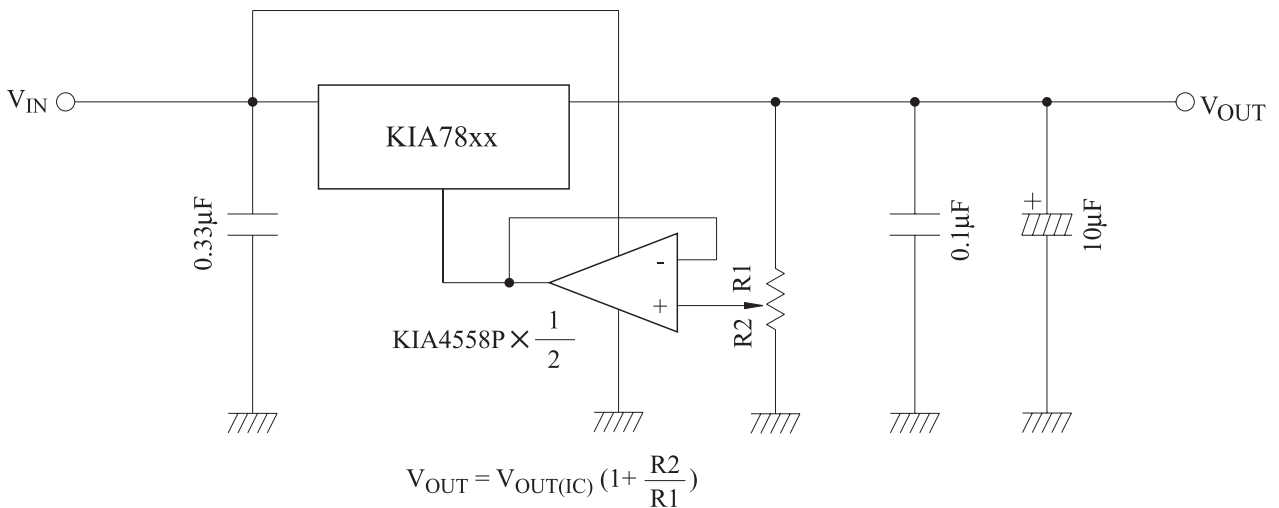 V_IN
KIA78xx
V_OUT
0.33μF
-
+
R1
R2
0.1μF
+
10μF
KIA4558P × 1/2
V_OUT = V_OUT(IC) (1+ R2/R1)